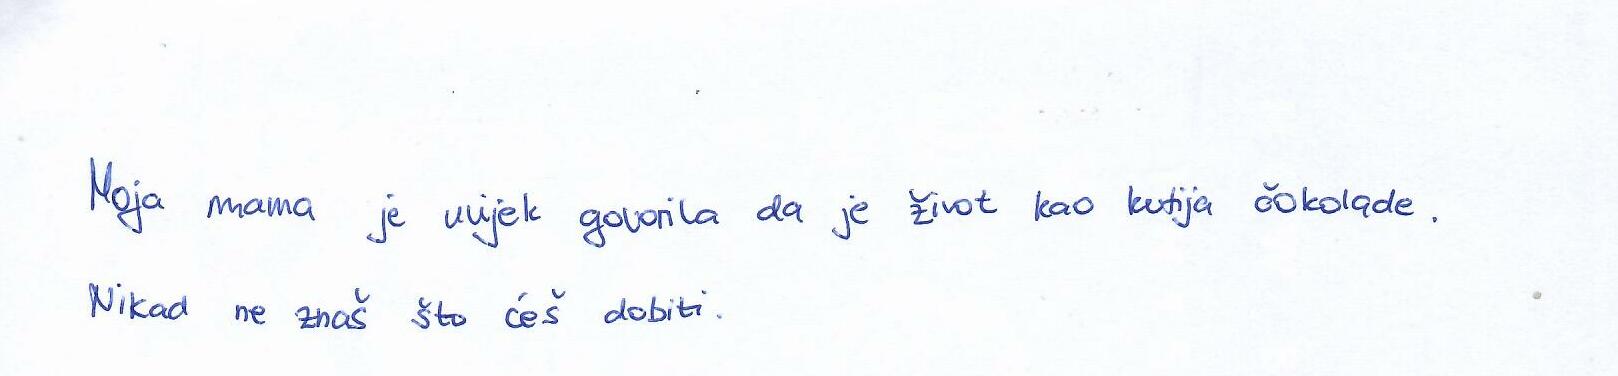 Moja mama je uvijek govorila da je život kao kutija čokolade.
Nikad ne znaš što ćeš dobiti.